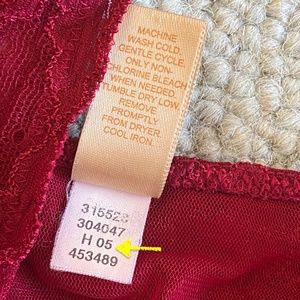 MACHINE
WASH COLD.
GENTLE CYCLE.
ONLY NON-
CHLORINE BLEACH
WHEN NEEDED.
TUMBLE DRY LOW.
REMOVE
PROMPTLY
FROM DRYER.
COOL IRON.
315523
304047
H 05
453489